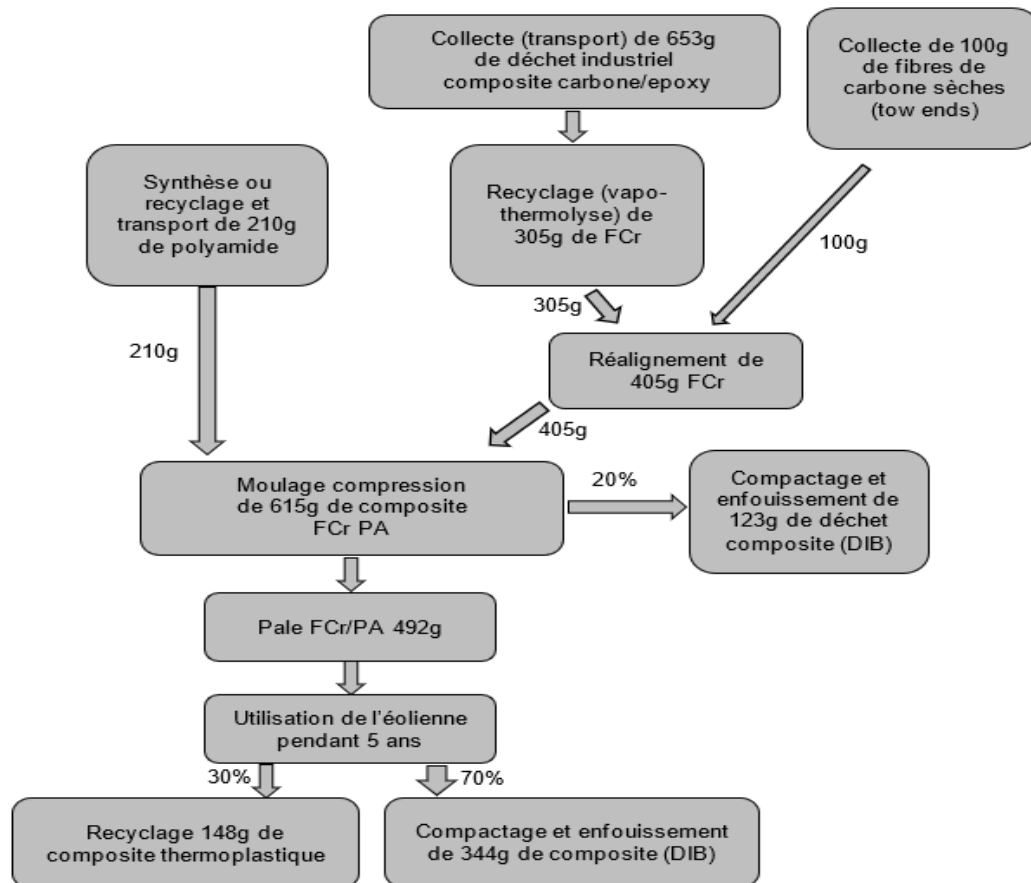 Collecte (transport) de 653g
de déchet industriel
composite carbone/epoxy
Collecte de 100g
de fibres de
carbone sèches
(tow ends)
Synthèse ou
recyclage et
transport de 210g
de polyamide
Recyclage (vapo-
thermolyse) de
305g de FCr
100g
305g
210g
Réalignement de
405g FCr
405g
Moulage compression
de 615g de composite
FCr PA
20%
Compactage et
enfouissement de
123g de déchet
composite (DIB)
Pale FCr/PA 492g
Utilisation de l'éolienne
pendant 5 ans
30%
70%
Recyclage 148g de
composite thermoplastique
Compactage et enfouissement
de 344g de composite (DIB)